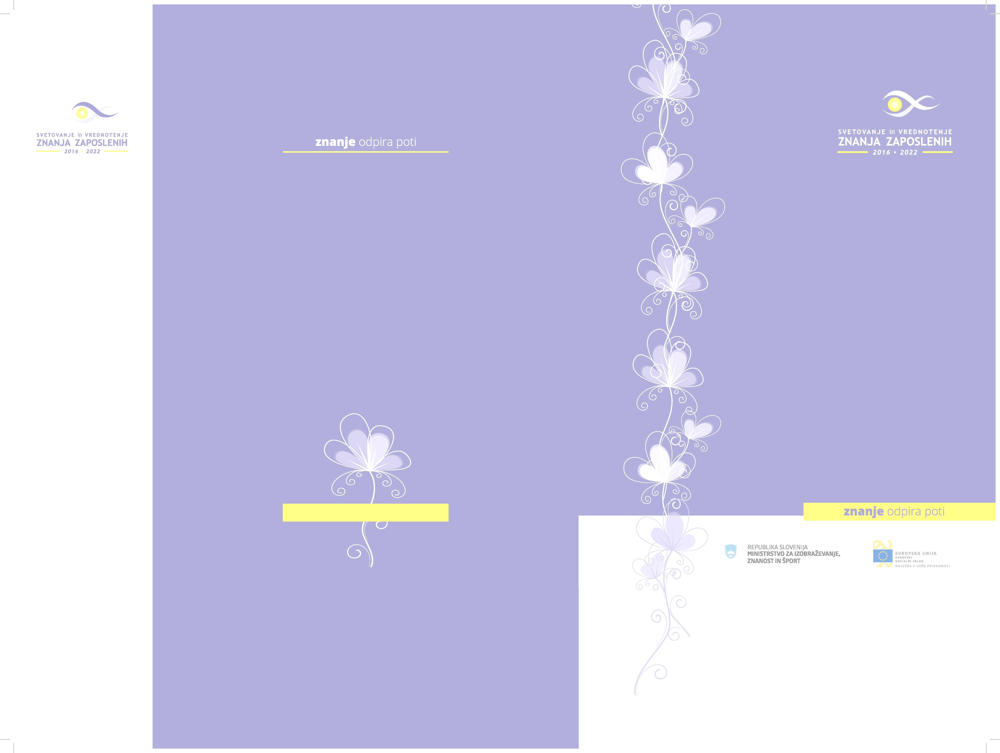 SVETOVANJE in VREDNOTENJE
ZNANJA ZAPOSLENIH
2016 • 2022
znanje odpira poti
SVETOVANJE in VREDNOTENJE
ZNANJA ZAPOSLENIH
2016 • 2022
znanje odpira poti
REPUBLIKA SLOVENIJA
MINISTRSTVO ZA IZOBRAŽEVANJE,
ZNANOST IN ŠPORT
EVROPSKA UNIJA
EVROPSKI
SOCIALNI SKLAD
NALOŽBA V VAŠO PRIHODNOST